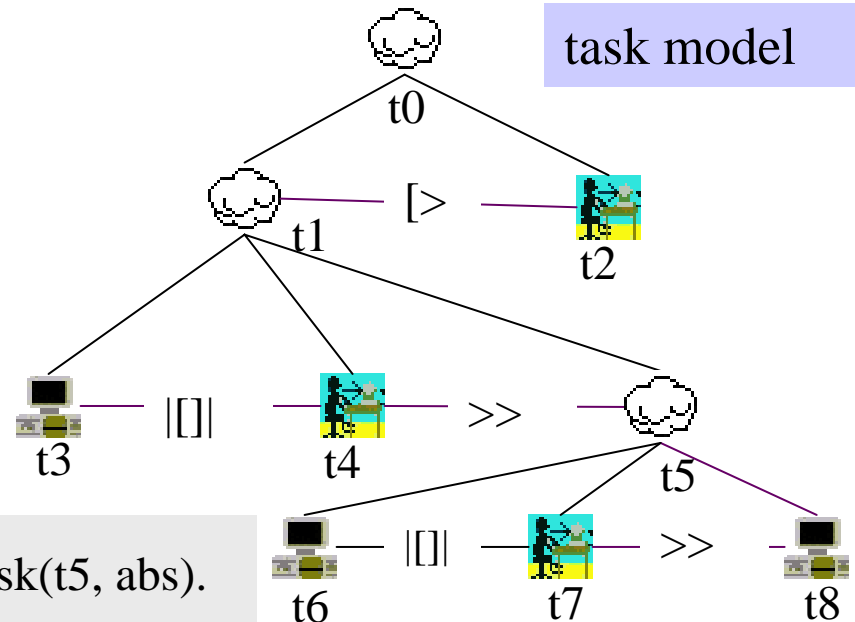 task model
t0
[>
t1
t2
|[]|
>>
t3
t4
t5
|[]|
>>
sk(t5, abs).
t6
t7
t8